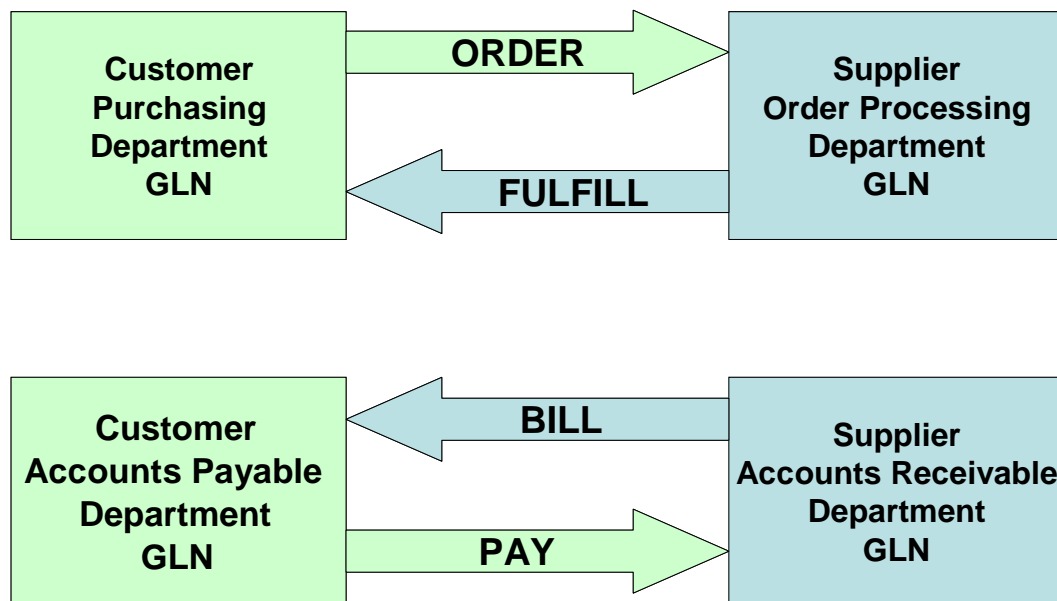 Customer
Purchasing
Department
GLN
ORDER
FULFILL
Supplier
Order Processing
Department
GLN
Customer
Accounts Payable
Department
GLN
BILL
PAY
Supplier
Accounts Receivable
Department
GLN